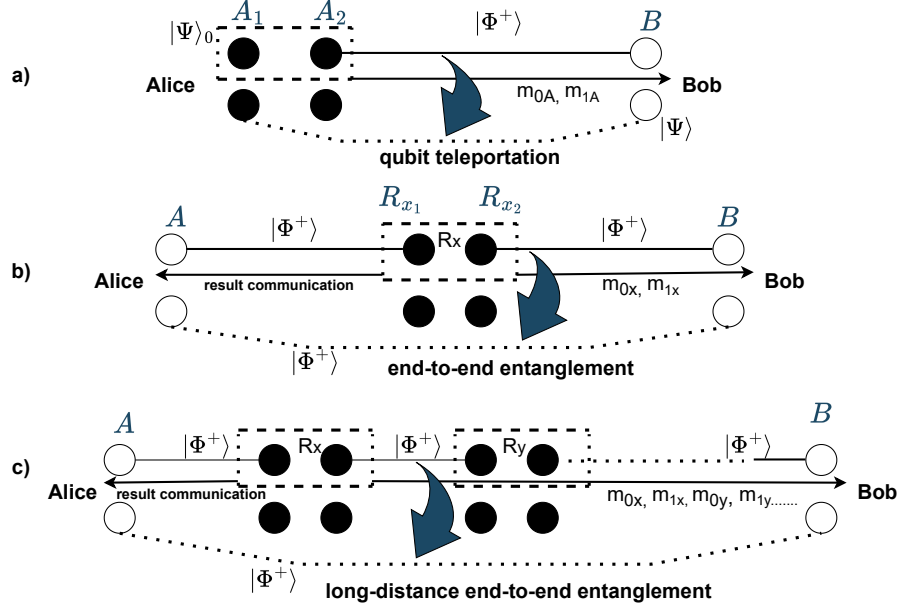 A₁ A₂ B
|Ψ⟩₀ |Φ⁺⟩
a)
Alice m₀A, m₁A Bob
|Ψ⟩
qubit teleportation
A Rₓ₁ Rₓ₂ B
|Φ⁺⟩ Rx |Φ⁺⟩
b)
Alice result communication m₀ₓ, m₁ₓ Bob
|Φ⁺⟩ end-to-end entanglement
A B
|Φ⁺⟩ Rx |Φ⁺⟩ Ry |Φ⁺⟩
c)
Alice result communication m₀ₓ, m₁ₓ, m₀y, m₁y....... Bob
|Φ⁺⟩
long-distance end-to-end entanglement